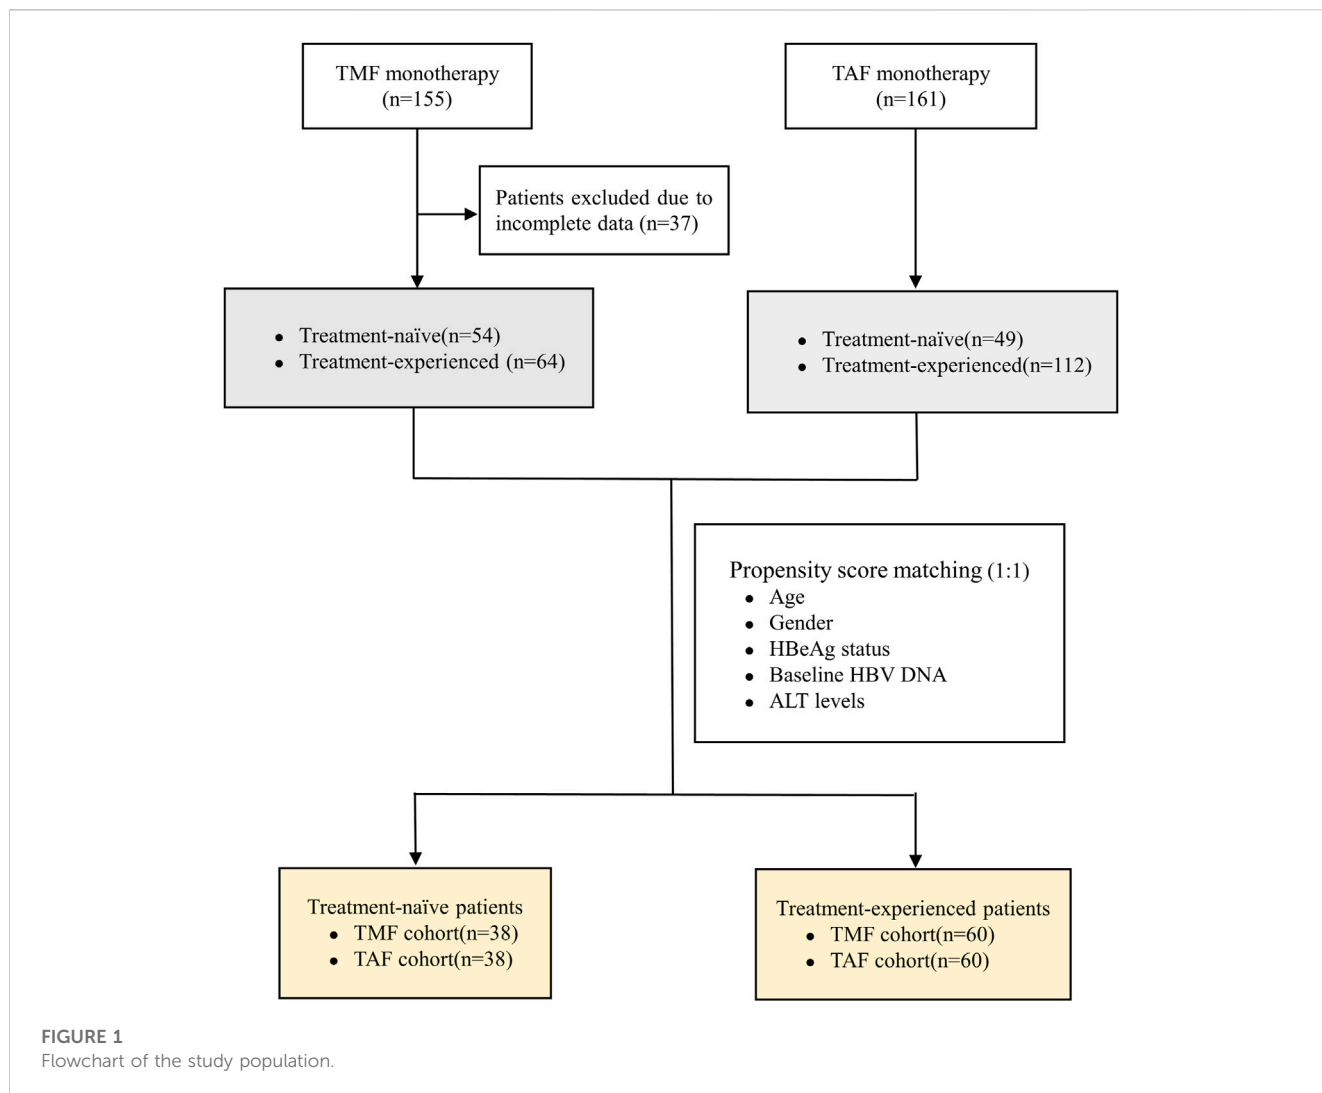 TMF monotherapy
(n=155)
TAF monotherapy
(n=161)
Patients excluded due to
incomplete data (n=37)
• Treatment-naïve(n=54)
• Treatment-experienced (n=64)
• Treatment-naïve(n=49)
• Treatment-experienced(n=112)
Propensity score matching (1:1)
• Age
• Gender
• HBeAg status
• Baseline HBV DNA
• ALT levels
Treatment-naïve patients
• TMF cohort(n=38)
• TAF cohort(n=38)
Treatment-experienced patients
• TMF cohort(n=60)
• TAF cohort(n=60)
FIGURE 1
Flowchart of the study population.